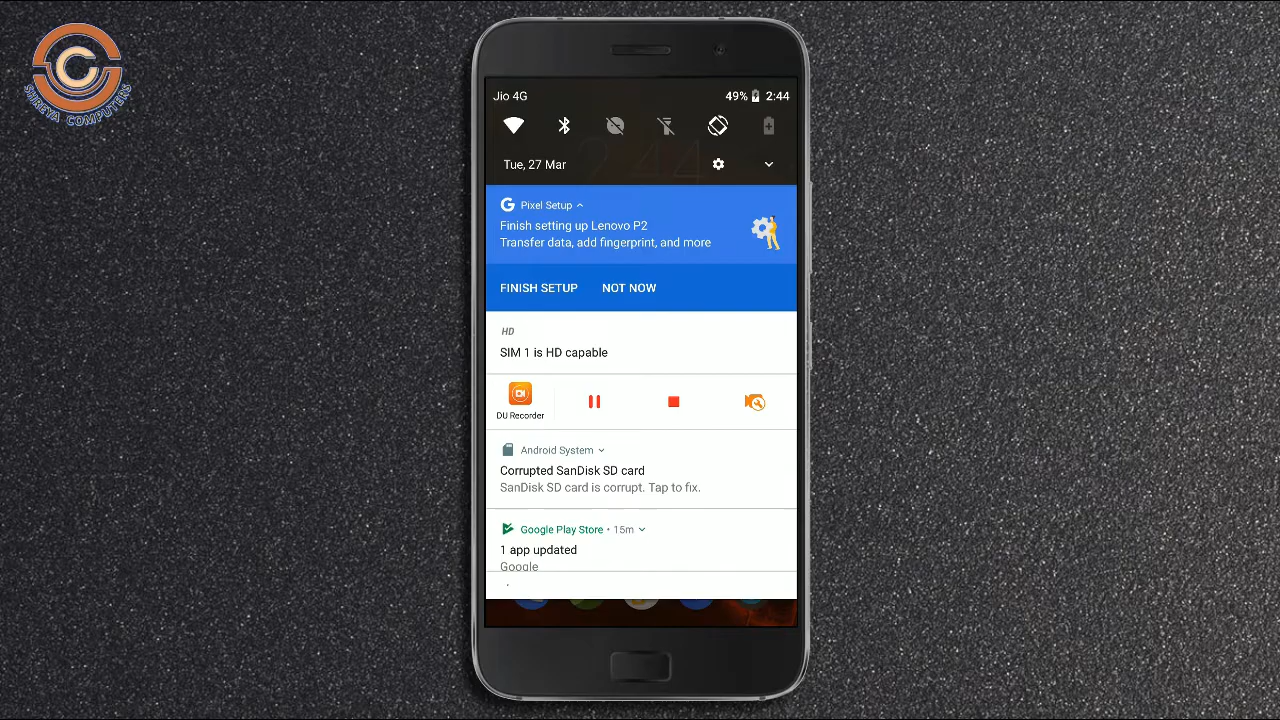 SHREYA COMPUTERS
Jio 4G 49% 2:44
Tue, 27 Mar
G Pixel Setup
Finish setting up Lenovo P2
Transfer data, add fingerprint, and more
FINISH SETUP NOT NOW
HD
SIM 1 is HD capable
DU Recorder
Android System
Corrupted SanDisk SD card
SanDisk SD card is corrupt. Tap to fix.
Google Play Store • 15m
1 app updated
Google